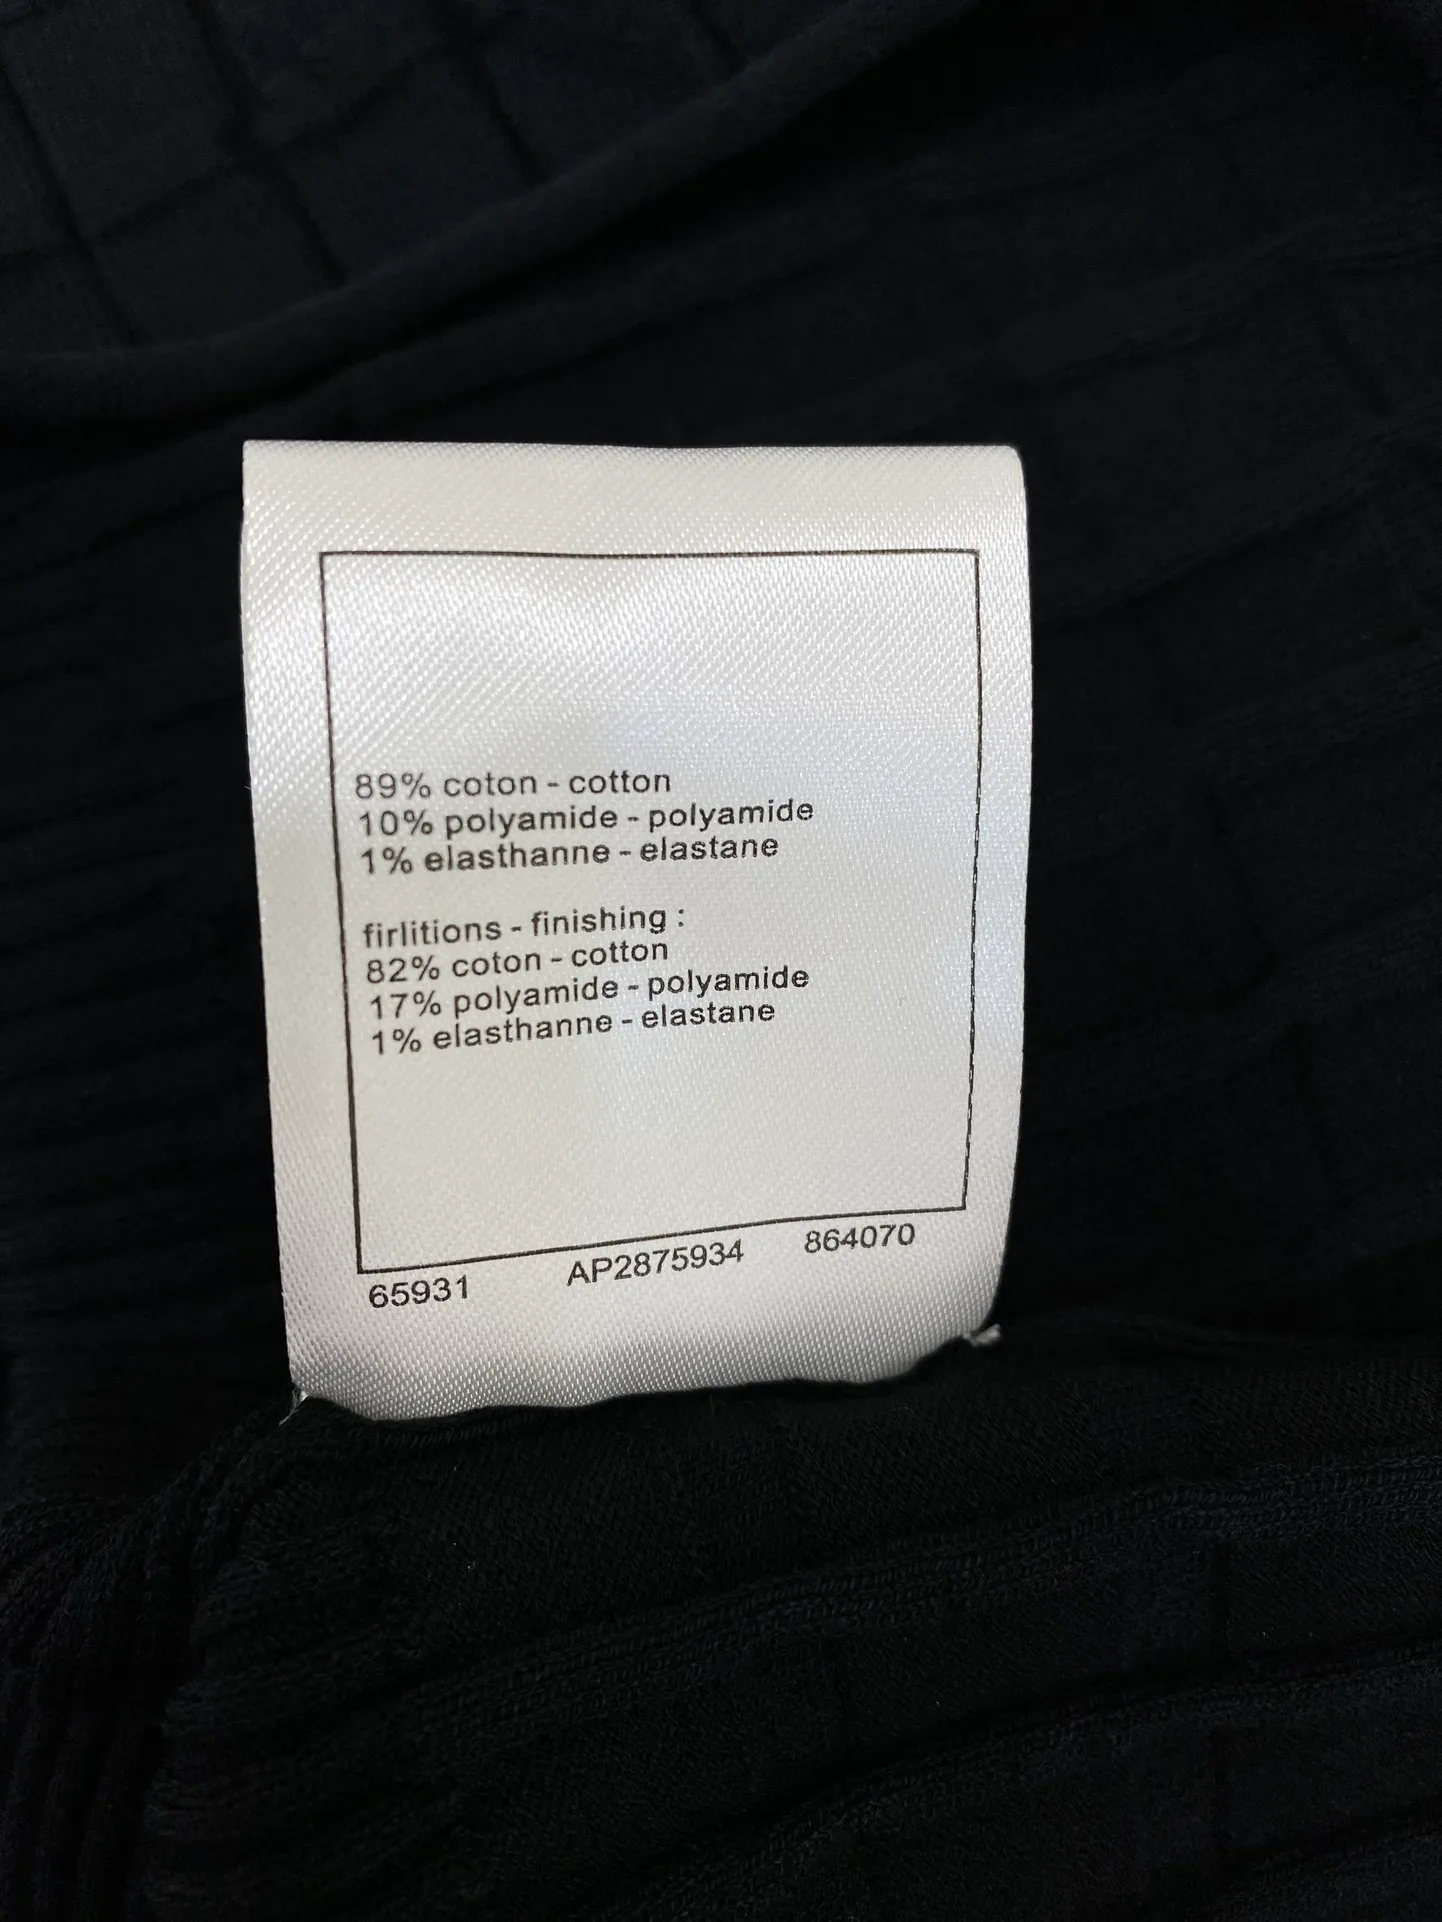 89% coton - cotton
10% polyamide - polyamide
1% elasthanne - elastane
firlitions - finishing :
82% coton - cotton
17% polyamide - polyamide
1% elasthanne - elastane
65931 AP2875934 864070